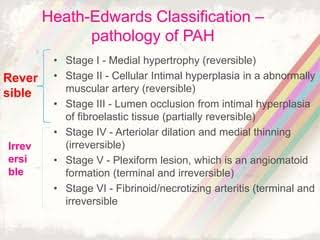 Heath-Edwards Classification –
pathology of PAH
• Stage I - Medial hypertrophy (reversible)
• Stage II - Cellular Intimal hyperplasia in a abnormally
muscular artery (reversible)
• Stage III - Lumen occlusion from intimal hyperplasia
of fibroelastic tissue (partially reversible)
• Stage IV - Arteriolar dilation and medial thinning
(irreversible)
• Stage V - Plexiform lesion, which is an angiomatoid
formation (terminal and irreversible)
• Stage VI - Fibrinoid/necrotizing arteritis (terminal and
irreversible
Rever
sible
Irrev
ersi
ble